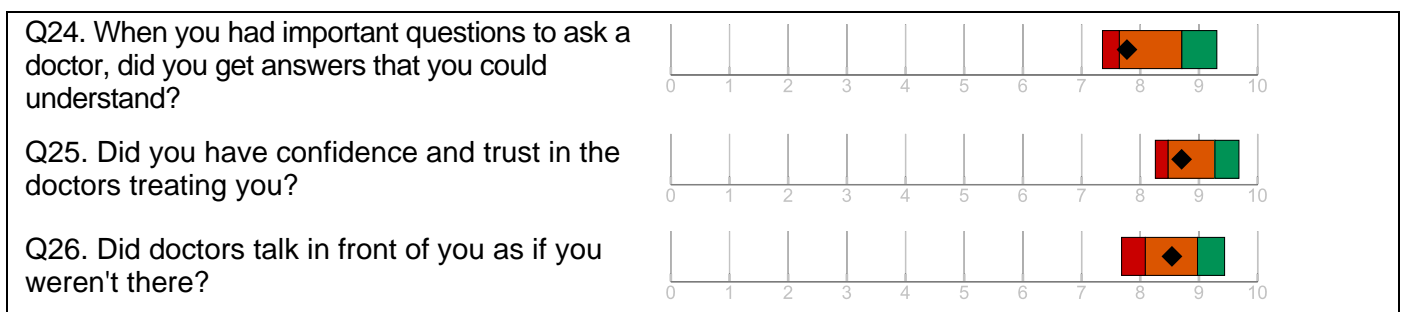 Q24. When you had important questions to ask a
doctor, did you get answers that you could
understand?
0 1 2 3 4 5 6 7 8 9 10
Q25. Did you have confidence and trust in the
doctors treating you?
0 1 2 3 4 5 6 7 8 9 10
Q26. Did doctors talk in front of you as if you
weren't there?
0 1 2 3 4 5 6 7 8 9 10